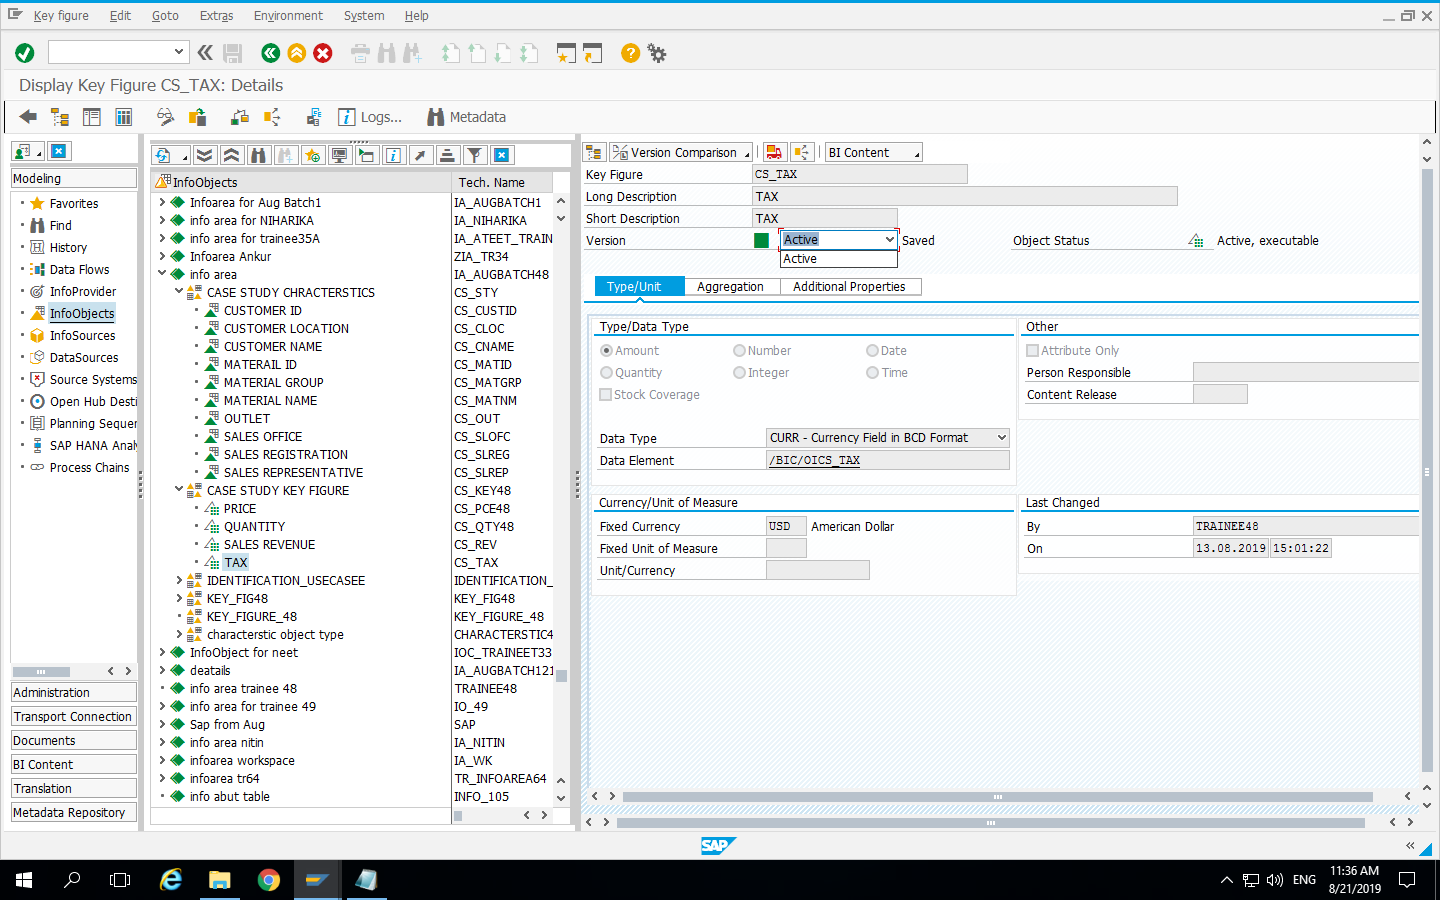 Key figure Edit Goto Extras Environment System Help
Display Key Figure CS_TAX: Details
Logs... Metadata
Modeling
Favorites
Find
History
Data Flows
InfoProvider
InfoObjects
InfoSources
DataSources
Source Systems
Open Hub Desti
Planning Sequer
SAP HANA Anal
Process Chains
Administration
Transport Connection
Documents
BI Content
Translation
Metadata Repository
InfoObjects Tech. Name
Infoarea for Aug Batch1 IA_AUGBATCH1
info area for NIHARIKA IA_NIHARIKA
info area for trainee35A IA_ATEET_TRAIN
Infoarea Ankur ZIA_TR34
info area IA_AUGBATCH48
CASE STUDY CHRACTERSTICS CS_STY
CUSTOMER ID CS_CUSTID
CUSTOMER LOCATION CS_CLOC
CUSTOMER NAME CS_CNAME
MATERAIL ID CS_MATID
MATERIAL GROUP CS_MATGRP
MATERIAL NAME CS_MATNM
OUTLET CS_OUT
SALES OFFICE CS_SLOFC
SALES REGISTRATION CS_SLREG
SALES REPRESENTATIVE CS_SLREP
CASE STUDY KEY FIGURE CS_KEY48
PRICE CS_PCE48
QUANTITY CS_QTY48
SALES REVENUE CS_REV
TAX CS_TAX
IDENTIFICATION_USECASEE IDENTIFICATION_
KEY_FIG48 KEY_FIG48
KEY_FIGURE_48 KEY_FIGURE_48
characterstic object type CHARACTERSTIC4
InfoObject for neet IOC_TRAINEET33
deatails IA_AUGBATCH121
info area trainee 48 TRAINEE48
info area for trainee 49 IO_49
Sap from Aug SAP
info area nitin IA_NITIN
infoarea workspace IA_WK
infoarea tr64 TR_INFOAREA64
info abut table INFO_105
Version Comparison BI Content
Key Figure CS_TAX
Long Description TAX
Short Description TAX
Version Active Saved Object Status Active, executable
Active
Type/Unit Aggregation Additional Properties
Type/Data Type
Amount Number Date
Quantity Integer Time
Stock Coverage
Data Type CURR - Currency Field in BCD Format
Data Element /BIC/OICS_TAX
Other
Attribute Only
Person Responsible
Content Release
Currency/Unit of Measure
Fixed Currency USD American Dollar
Fixed Unit of Measure
Unit/Currency
Last Changed
By TRAINEE48
On 13.08.2019 15:01:22
SAP
ENG
11:36 AM
8/21/2019